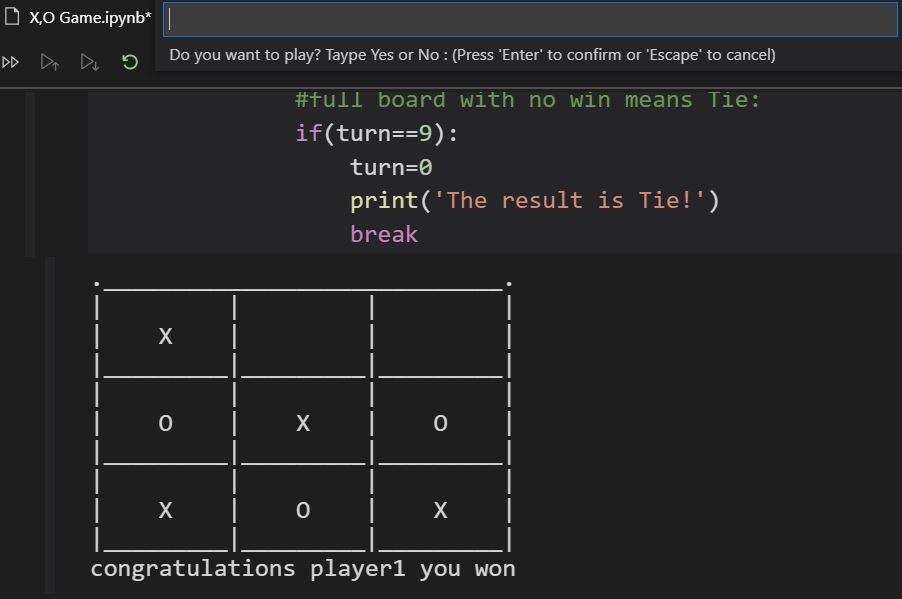 X,O Game.ipynb*
Do you want to play? Taype Yes or No : (Press 'Enter' to confirm or 'Escape' to cancel)
#full board with no win means Tie:
if(turn==9):
turn=0
print('The result is Tie!')
break
X
O X O
X O X
congratulations player1 you won